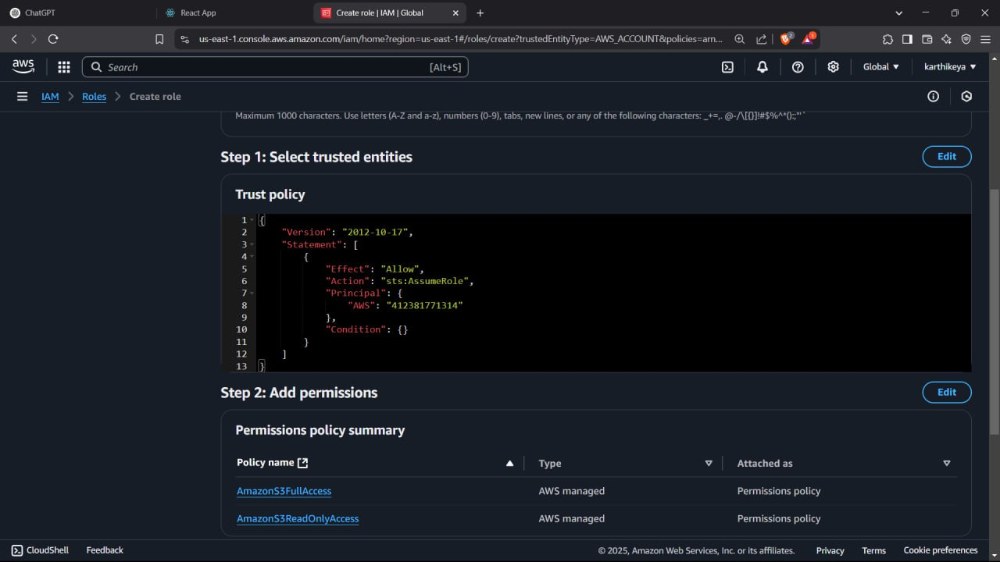 ChatGPT
React App
Create role | IAM | Global
us-east-1.console.aws.amazon.com/iam/home?region=us-east-1#/roles/create?trustedEntityType=AWS_ACCOUNT&policies=arn...
2
1
aws
Search
[Alt+S]
Global
karthikeya
IAM
Roles
Create role
Maximum 1000 characters. Use letters (A-Z and a-z), numbers (0-9), tabs, new lines, or any of the following characters: _+=,. @-/\[{}]!#$%^*();:"'`
Step 1: Select trusted entities
Edit
Trust policy
1 {
2 "Version": "2012-10-17",
3 "Statement": [
4 {
5 "Effect": "Allow",
6 "Action": "sts:AssumeRole",
7 "Principal": {
8 "AWS": "412381771314"
9 },
10 "Condition": {}
11 }
12 ]
13 }
Step 2: Add permissions
Edit
Permissions policy summary
Policy name
Type
Attached as
AmazonS3FullAccess
AWS managed
Permissions policy
AmazonS3ReadOnlyAccess
AWS managed
Permissions policy
CloudShell
Feedback
© 2025, Amazon Web Services, Inc. or its affiliates.
Privacy
Terms
Cookie preferences